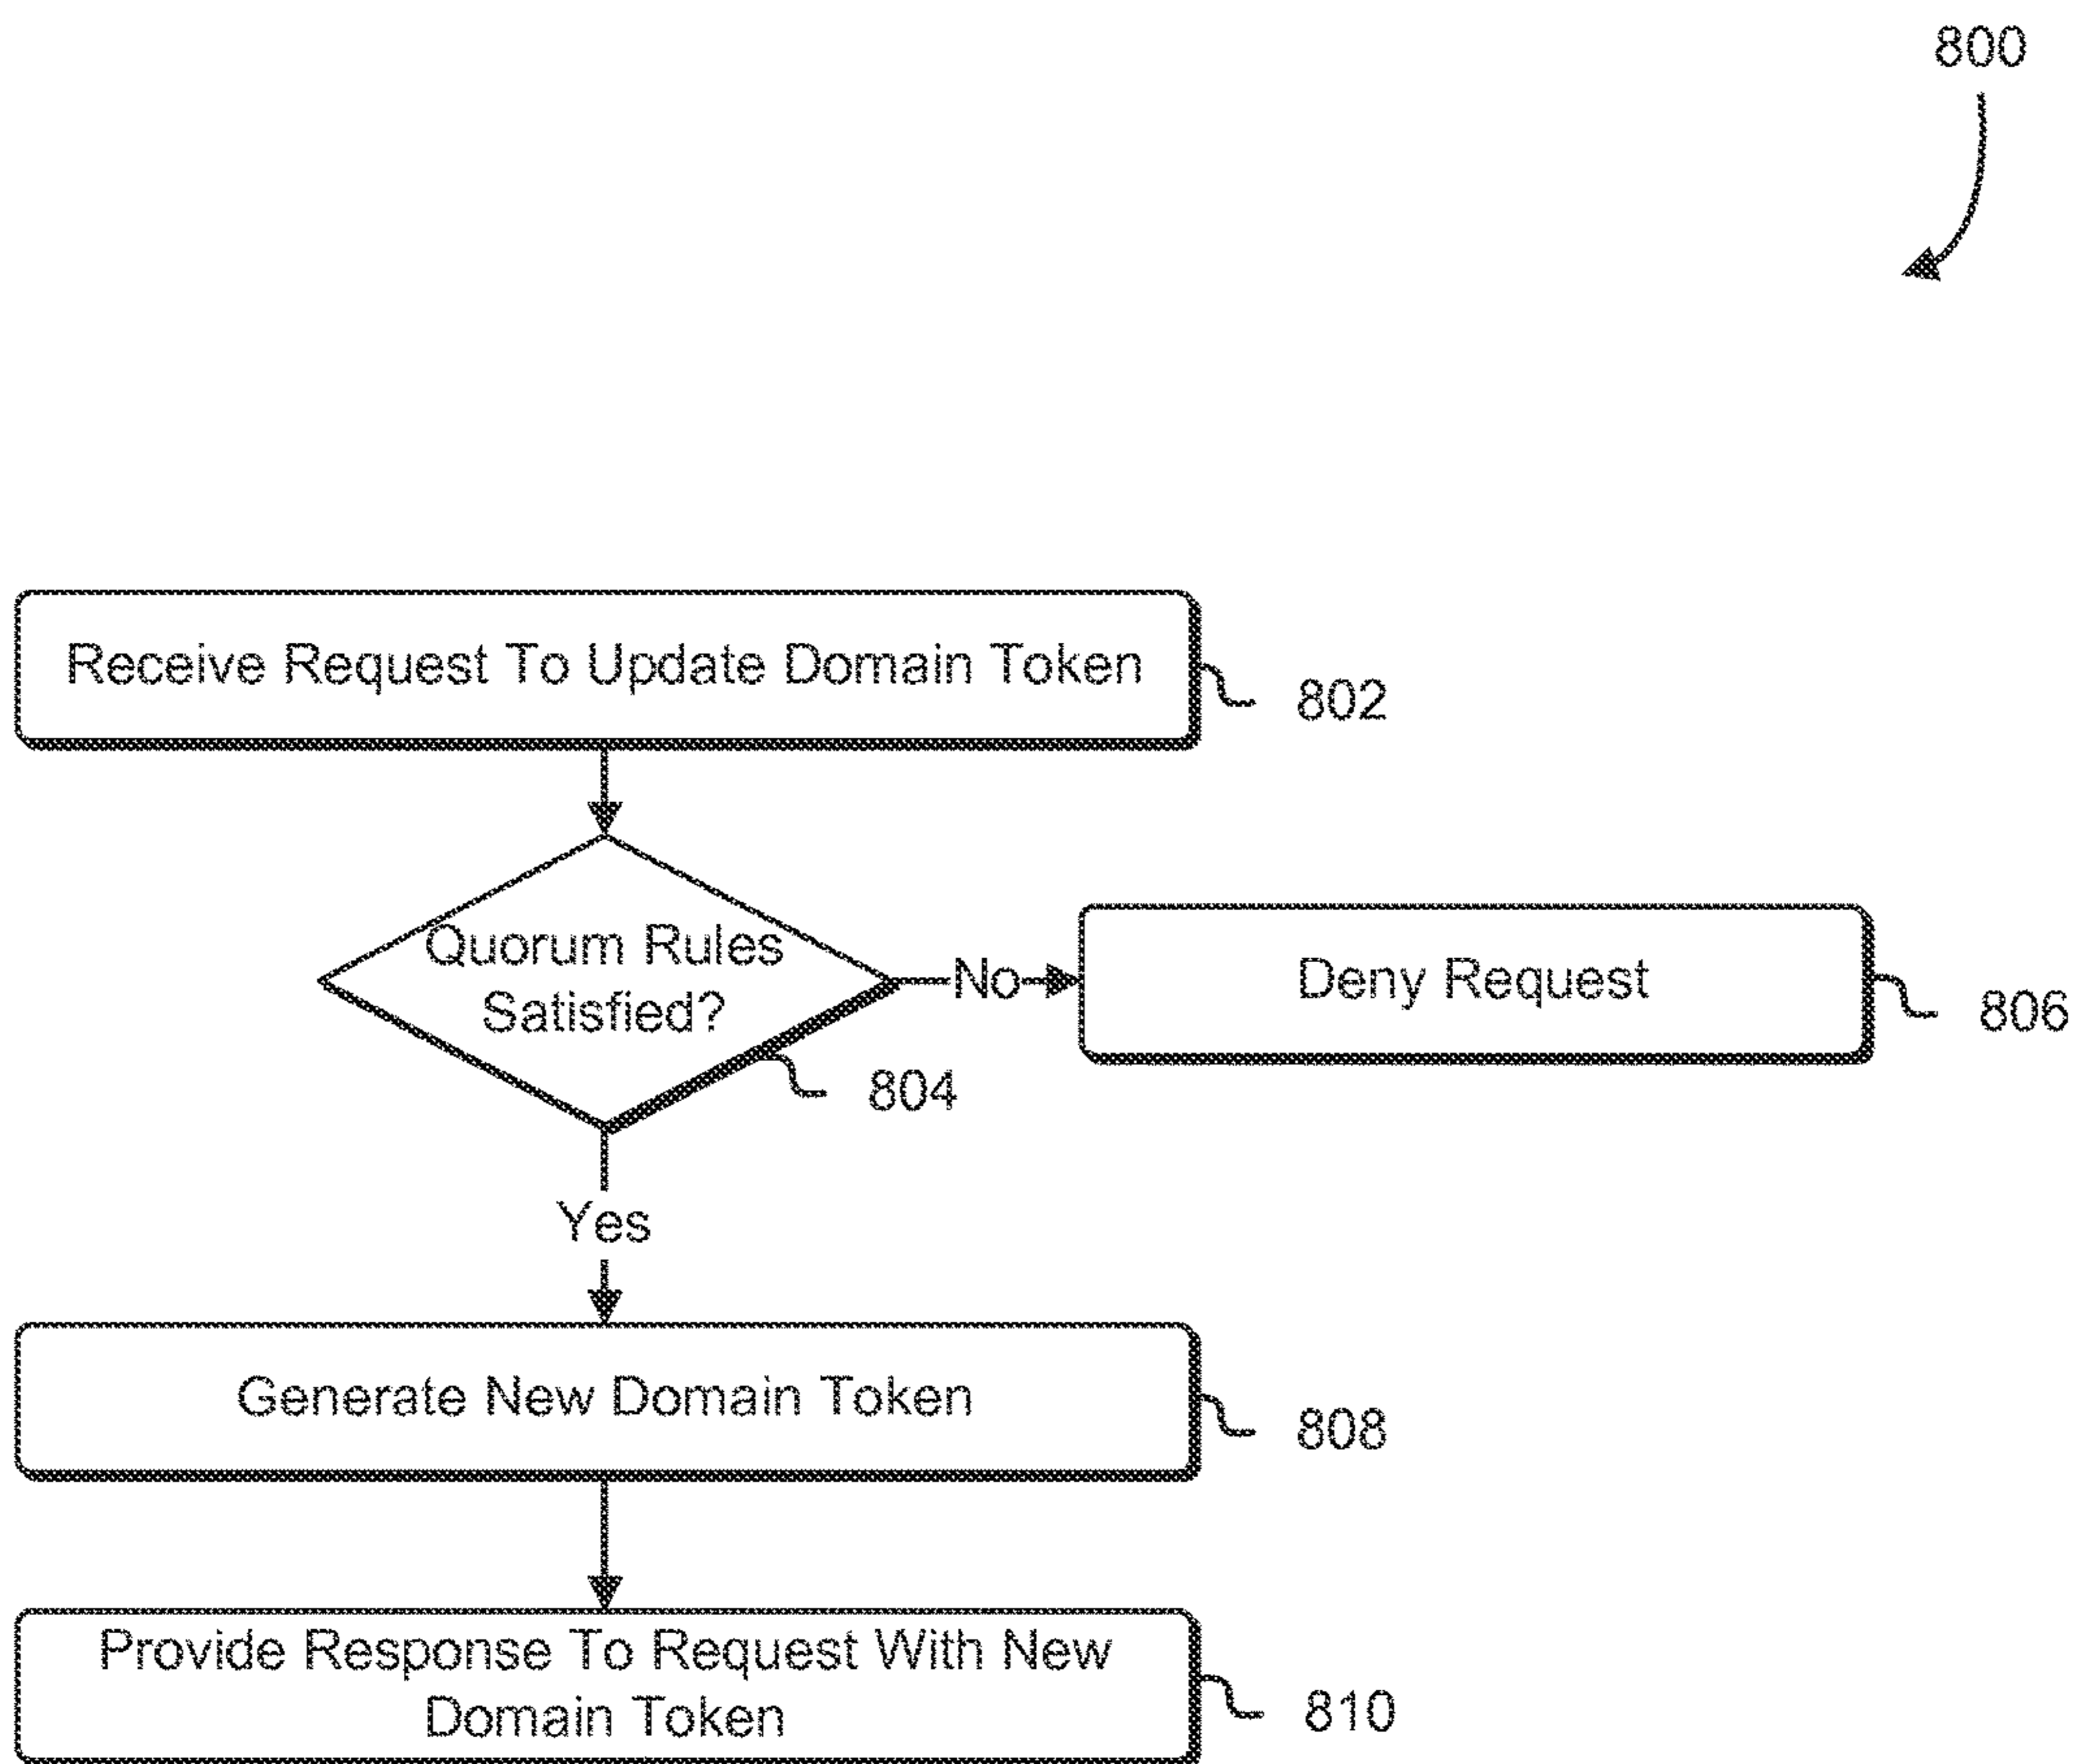 800
Receive Request To Update Domain Token
802
Quorum Rules
Satisfied?
No
Deny Request
806
804
Yes
Generate New Domain Token
808
Provide Response To Request With New
Domain Token
810